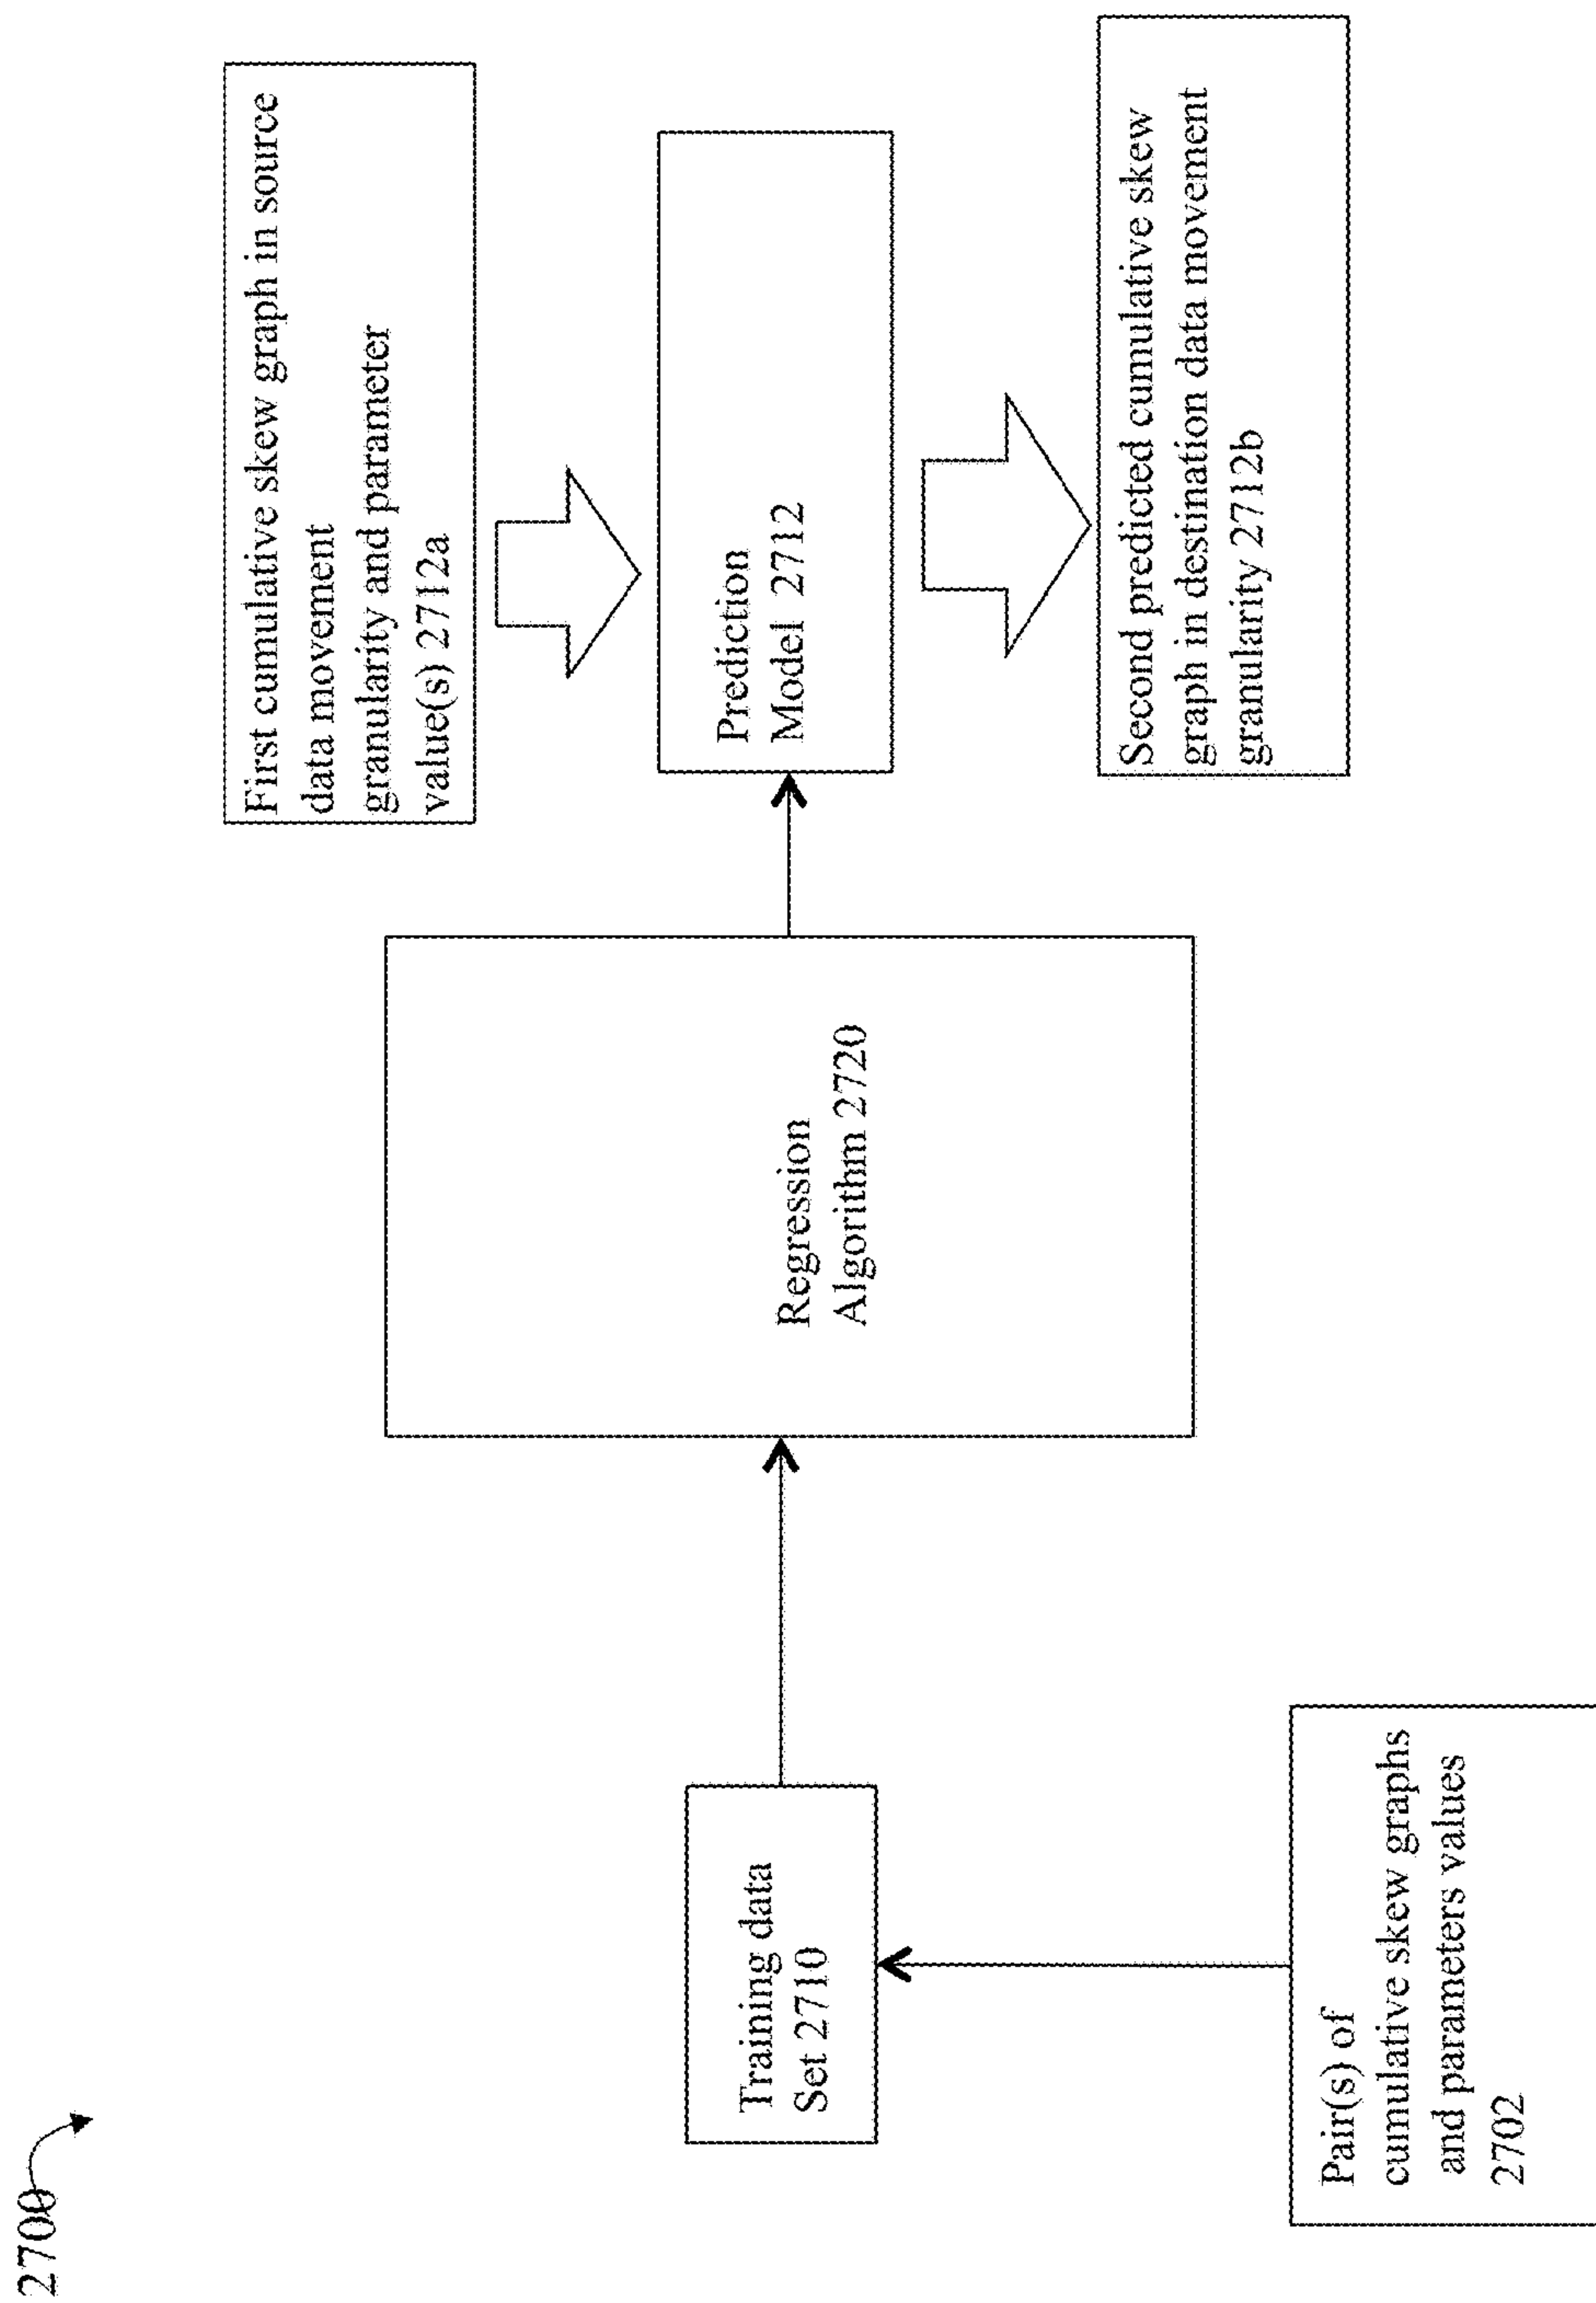 2700
Pair(s) of
cumulative skew graphs
and parameters values
2702
Training data
Set 2710
Regression
Algorithm 2720
First cumulative skew graph in source
data movement
granularity and parameter
value(s) 2712a
Prediction
Model 2712
Second predicted cumulative skew
graph in destination data movement
granularity 2712b